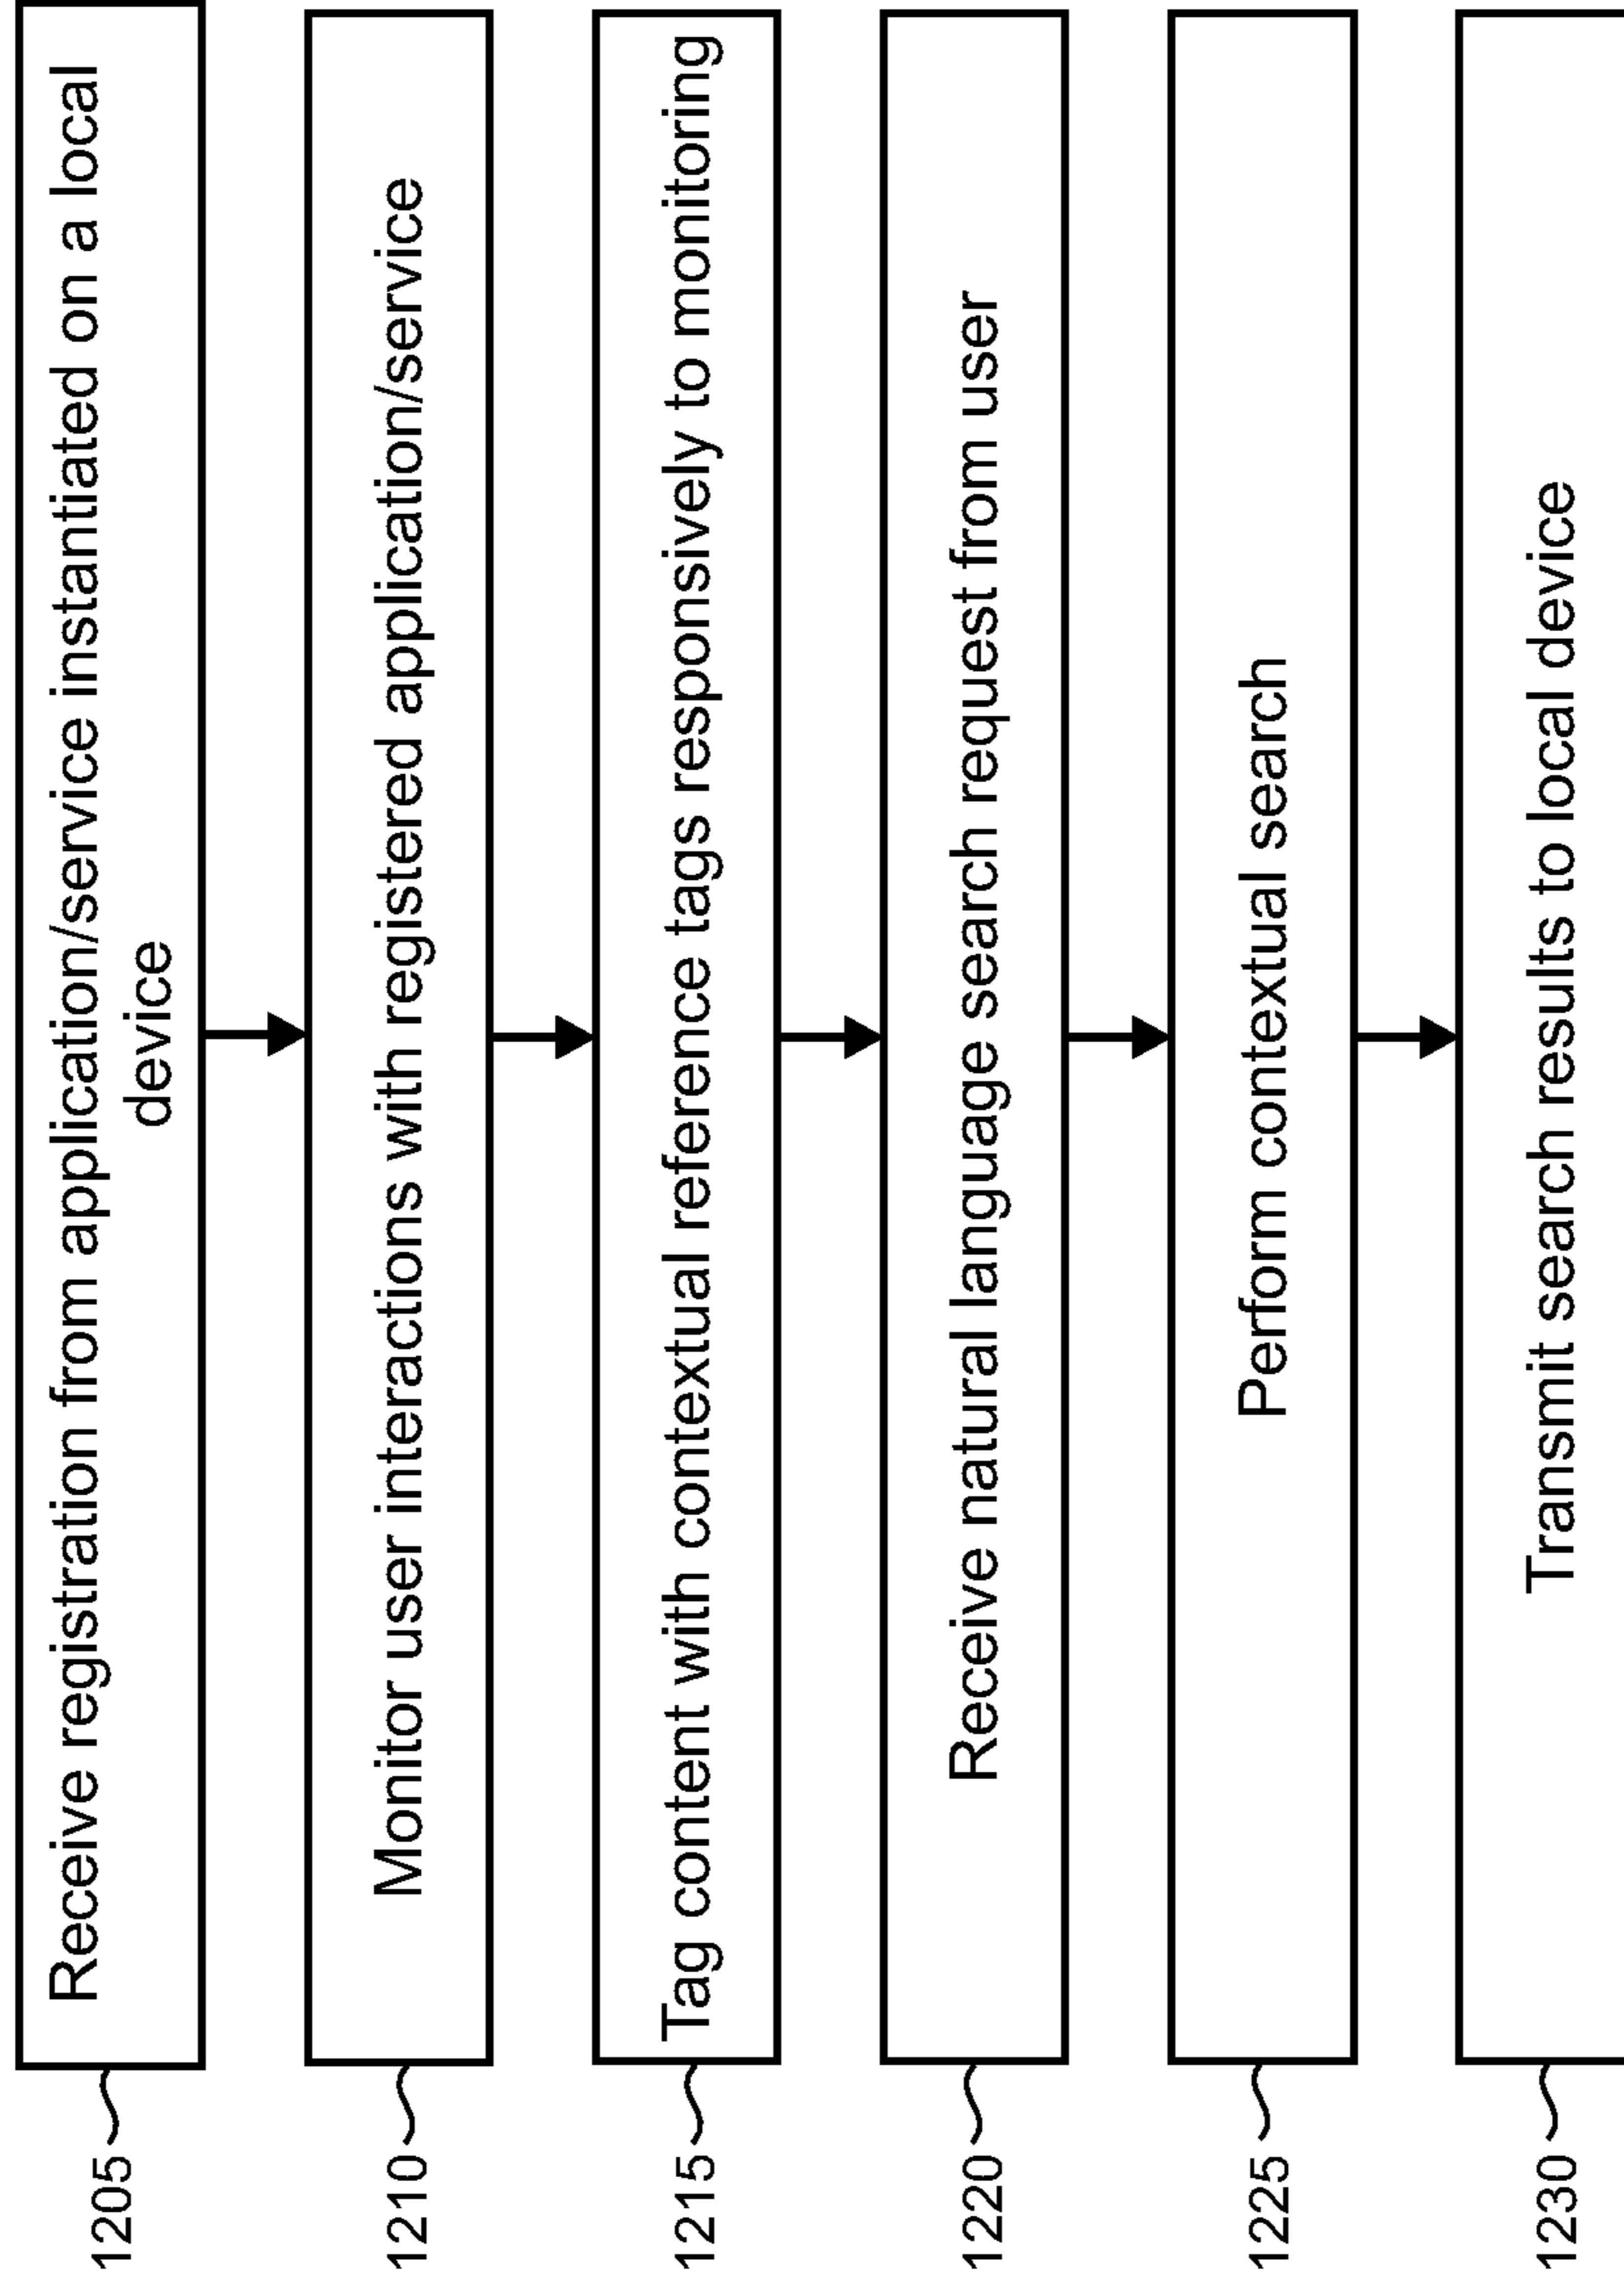 1205
Receive registration from application/service instantiated on a local
device
1210
Monitor user interactions with registered application/service
1215
Tag content with contextual reference tags responsively to monitoring
1220
Receive natural language search request from user
1225
Perform contextual search
1230
Transmit search results to local device